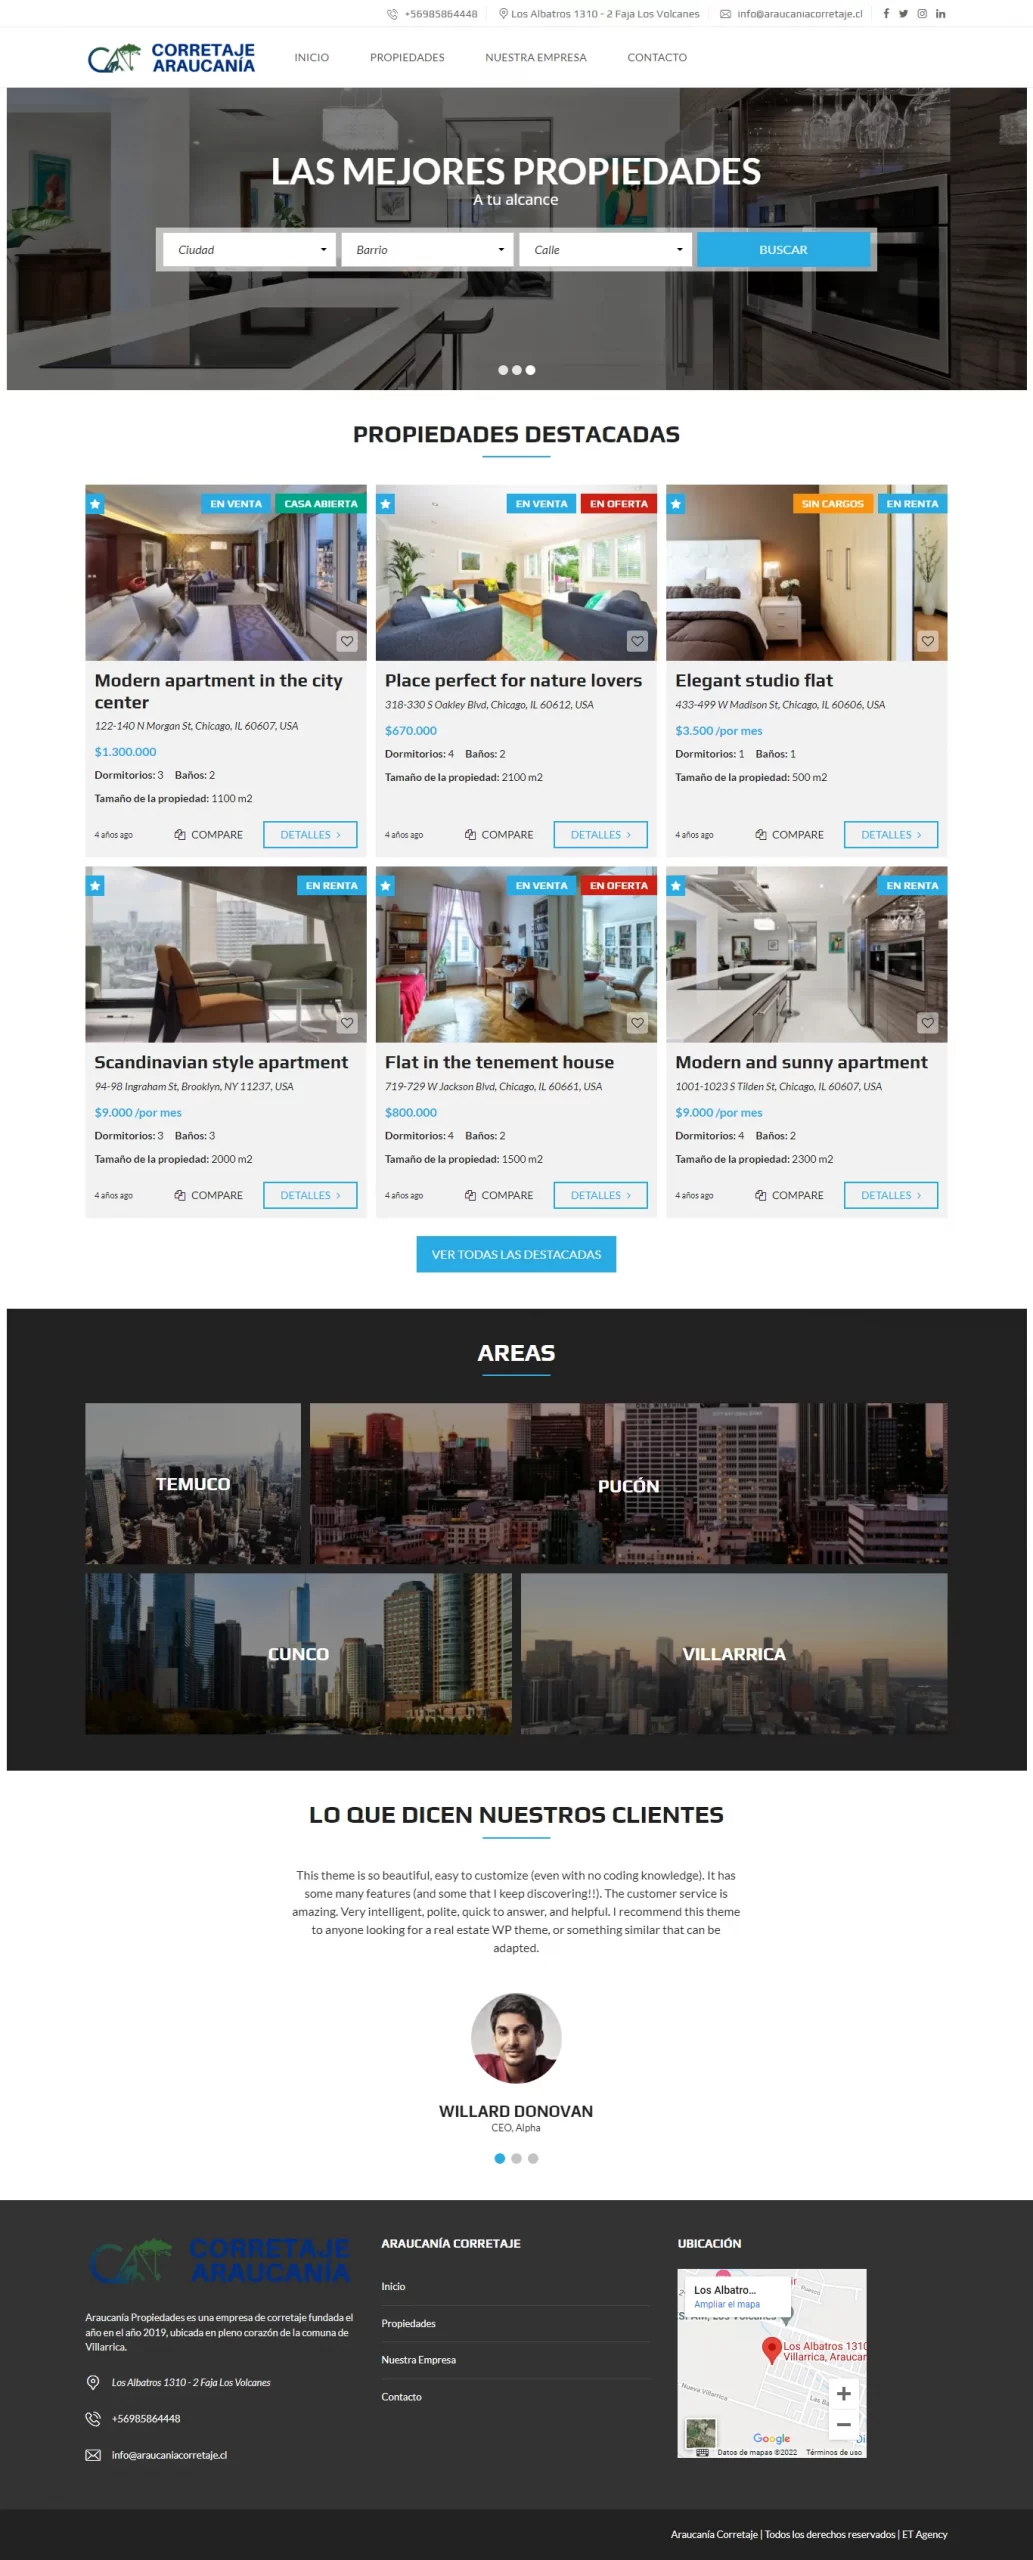 +56985864448
Los Albatros 1310 - 2 Faja Los Volcanes
info@araucaniacorretaje.cl
CORRETAJE
ARAUCANÍA
INICIO
PROPIEDADES
NUESTRA EMPRESA
CONTACTO
LAS MEJORES PROPIEDADES
A tu alcance
Ciudad
Barrio
Calle
BUSCAR
PROPIEDADES DESTACADAS
EN VENTA
CASA ABIERTA
Modern apartment in the city
center
122-140 N Morgan St, Chicago, IL 60607, USA
$1.300.000
Dormitorios: 3 Baños: 2
Tamaño de la propiedad: 1100 m2
4 años ago
COMPARE
DETALLES
EN VENTA
EN OFERTA
Place perfect for nature lovers
318-330 S Oakley Blvd, Chicago, IL 60612, USA
$670.000
Dormitorios: 4 Baños: 2
Tamaño de la propiedad: 2100 m2
4 años ago
COMPARE
DETALLES
SIN CARGOS
EN RENTA
Elegant studio flat
433-499 W Madison St, Chicago, IL 60606, USA
$3.500 /por mes
Dormitorios: 1 Baños: 1
Tamaño de la propiedad: 500 m2
4 años ago
COMPARE
DETALLES
EN RENTA
Scandinavian style apartment
94-98 Ingraham St, Brooklyn, NY 11237, USA
$9.000 /por mes
Dormitorios: 3 Baños: 3
Tamaño de la propiedad: 2000 m2
4 años ago
COMPARE
DETALLES
EN VENTA
EN OFERTA
Flat in the tenement house
719-729 W Jackson Blvd, Chicago, IL 60661, USA
$800.000
Dormitorios: 4 Baños: 2
Tamaño de la propiedad: 1500 m2
4 años ago
COMPARE
DETALLES
EN RENTA
Modern and sunny apartment
1001-1023 S Tilden St, Chicago, IL 60607, USA
$9.000 /por mes
Dormitorios: 4 Baños: 2
Tamaño de la propiedad: 2300 m2
4 años ago
COMPARE
DETALLES
VER TODAS LAS DESTACADAS
AREAS
TEMUCO
PUCÓN
CUNCO
VILLARRICA
LO QUE DICEN NUESTROS CLIENTES
This theme is so beautiful, easy to customize (even with no coding knowledge). It has
some many features (and some that I keep discovering!!). The customer service is
amazing. Very intelligent, polite, quick to answer, and helpful. I recommend this theme
to anyone looking for a real estate WP theme, or something similar that can be
adapted.
WILLARD DONOVAN
CEO, Alpha
CORRETAJE
ARAUCANÍA
Araucanía Propiedades es una empresa de corretaje fundada el
año en el año 2019, ubicada en pleno corazón de la comuna de
Villarrica.
Los Albatros 1310 - 2 Faja Los Volcanes
+56985864448
info@araucaniacorretaje.cl
ARAUCANÍA CORRETAJE
Inicio
Propiedades
Nuestra Empresa
Contacto
UBICACIÓN
Los Albatro...
Ampliar el mapa
Los Albatros 1310
Villarrica, Araucar
Nueva Villarrica
Google
Datos de mapas ©2022 Términos de uso
Araucanía Corretaje | Todos los derechos reservados | ET Agency